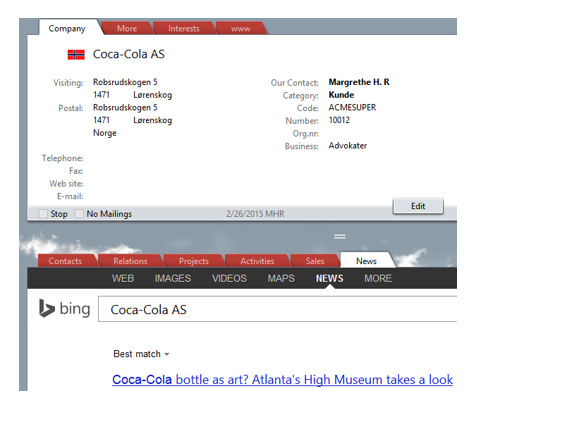 Company More Interests www
Coca-Cola AS
Visiting: Robsrudskogen 5 Our Contact: Margrethe H. R
1471 Lørenskog Category: Kunde
Postal: Robsrudskogen 5 Code: ACMESUPER
1471 Lørenskog Number: 10012
Norge Org.nr:
Business: Advokater
Telephone:
Fax:
Web site:
E-mail:
Edit
Stop No Mailings 2/26/2015 MHR
Contacts Relations Projects Activities Sales News
WEB IMAGES VIDEOS MAPS NEWS MORE
bing Coca-Cola AS
Best match
Coca-Cola bottle as art? Atlanta's High Museum takes a look